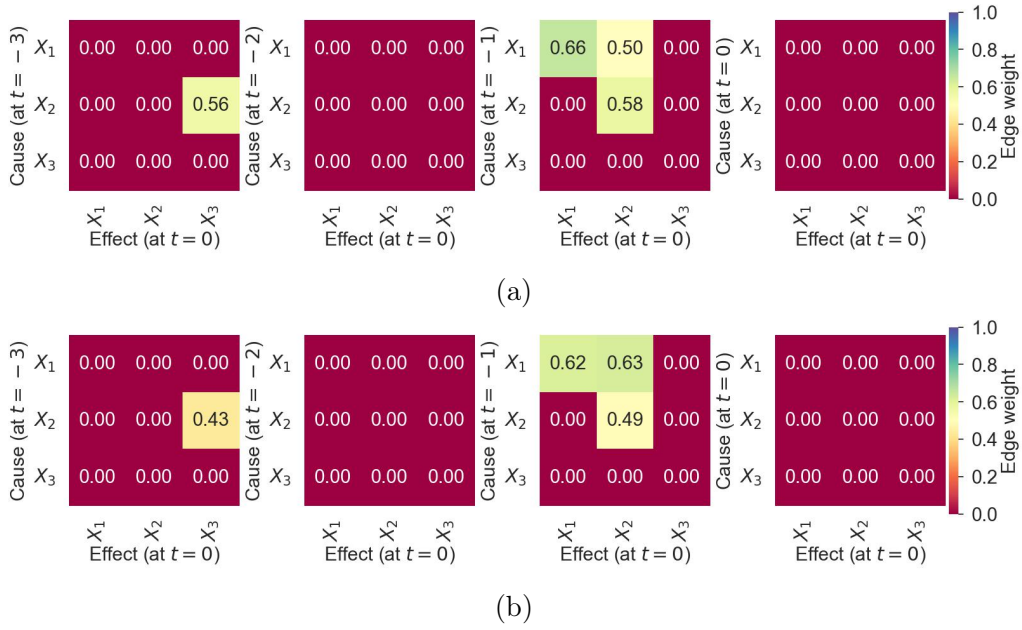 Cause (at t = −3)
X1 0.00 0.00 0.00
X2 0.00 0.00 0.56
X3 0.00 0.00 0.00
X1 X2 X3
Effect (at t = 0)
Cause (at t = −2)
X1 0.00 0.00 0.00
X2 0.00 0.00 0.00
X3 0.00 0.00 0.00
X1 X2 X3
Effect (at t = 0)
Cause (at t = −1)
X1 0.66 0.50 0.00
X2 0.00 0.58 0.00
X3 0.00 0.00 0.00
X1 X2 X3
Effect (at t = 0)
Cause (at t = 0)
X1 0.00 0.00 0.00
X2 0.00 0.00 0.00
X3 0.00 0.00 0.00
X1 X2 X3
Effect (at t = 0)
1.0
0.8
0.6
0.4
0.2
0.0
Edge weight
(a)
Cause (at t = −3)
X1 0.00 0.00 0.00
X2 0.00 0.00 0.43
X3 0.00 0.00 0.00
X1 X2 X3
Effect (at t = 0)
Cause (at t = −2)
X1 0.00 0.00 0.00
X2 0.00 0.00 0.00
X3 0.00 0.00 0.00
X1 X2 X3
Effect (at t = 0)
Cause (at t = −1)
X1 0.62 0.63 0.00
X2 0.00 0.49 0.00
X3 0.00 0.00 0.00
X1 X2 X3
Effect (at t = 0)
Cause (at t = 0)
X1 0.00 0.00 0.00
X2 0.00 0.00 0.00
X3 0.00 0.00 0.00
X1 X2 X3
Effect (at t = 0)
1.0
0.8
0.6
0.4
0.2
0.0
Edge weight
(b)